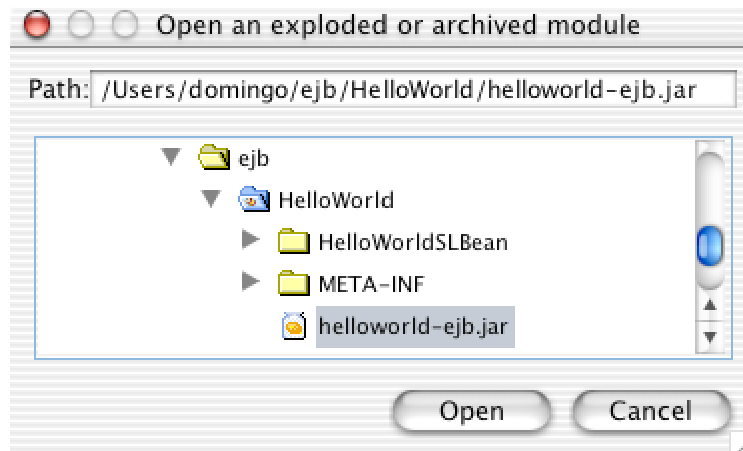 Open an exploded or archived module
Path: /Users/domingo/ejb/HelloWorld/helloworld-ejb.jar
ejb
HelloWorld
HelloWorldSLBean
META-INF
helloworld-ejb.jar
Open Cancel